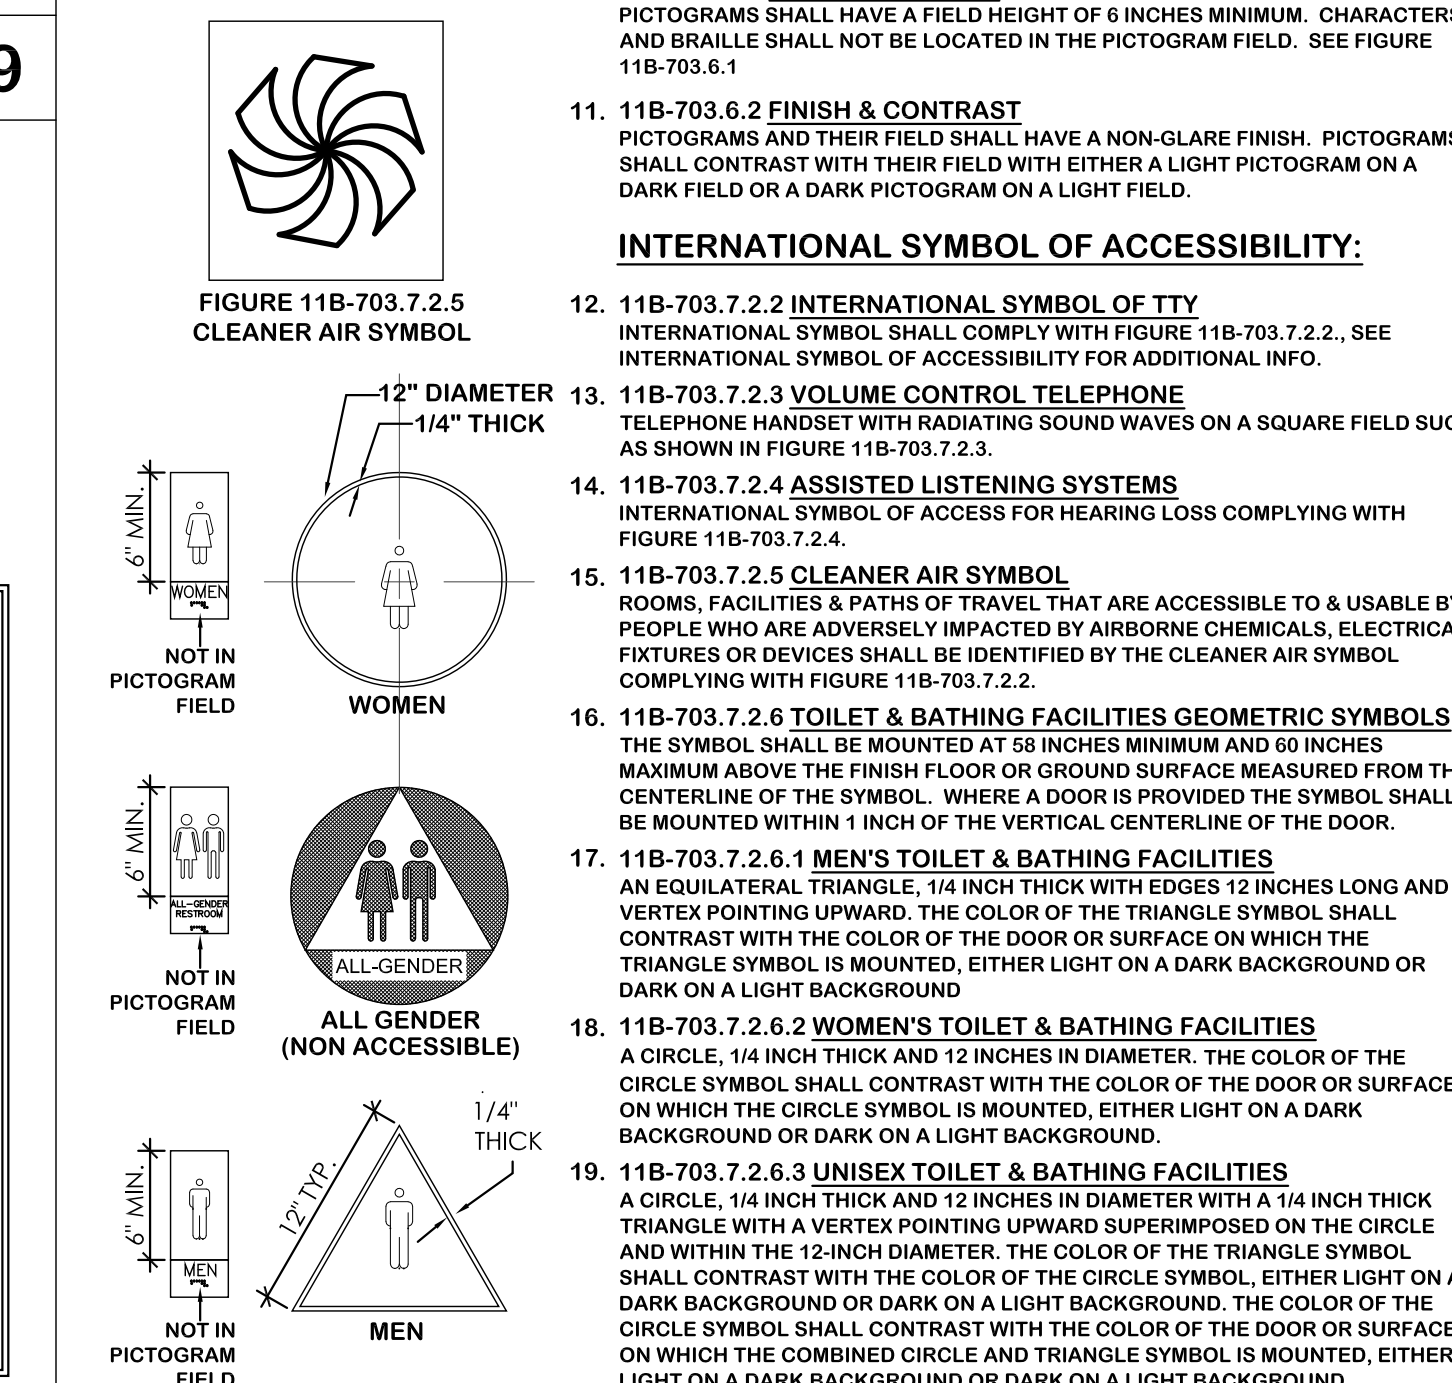 9
FIGURE 11B-703.7.2.5
CLEANER AIR SYMBOL
12" DIAMETER
1/4" THICK
6" MIN.
WOMEN
NOT IN
PICTOGRAM
FIELD
WOMEN
6" MIN.
ALL-GENDER
RESTROOM
NOT IN
PICTOGRAM
FIELD
ALL-GENDER
ALL GENDER
(NON ACCESSIBLE)
6" MIN.
MEN
NOT IN
PICTOGRAM
FIELD
12" TYP.
1/4"
THICK
MEN
PICTOGRAMS SHALL HAVE A FIELD HEIGHT OF 6 INCHES MINIMUM. CHARACTERS
AND BRAILLE SHALL NOT BE LOCATED IN THE PICTOGRAM FIELD. SEE FIGURE
11B-703.6.1
11. 11B-703.6.2 FINISH & CONTRAST
PICTOGRAMS AND THEIR FIELD SHALL HAVE A NON-GLARE FINISH. PICTOGRAMS
SHALL CONTRAST WITH THEIR FIELD WITH EITHER A LIGHT PICTOGRAM ON A
DARK FIELD OR A DARK PICTOGRAM ON A LIGHT FIELD.
INTERNATIONAL SYMBOL OF ACCESSIBILITY:
12. 11B-703.7.2.2 INTERNATIONAL SYMBOL OF TTY
INTERNATIONAL SYMBOL SHALL COMPLY WITH FIGURE 11B-703.7.2.2., SEE
INTERNATIONAL SYMBOL OF ACCESSIBILITY FOR ADDITIONAL INFO.
13. 11B-703.7.2.3 VOLUME CONTROL TELEPHONE
TELEPHONE HANDSET WITH RADIATING SOUND WAVES ON A SQUARE FIELD SUC
AS SHOWN IN FIGURE 11B-703.7.2.3.
14. 11B-703.7.2.4 ASSISTED LISTENING SYSTEMS
INTERNATIONAL SYMBOL OF ACCESS FOR HEARING LOSS COMPLYING WITH
FIGURE 11B-703.7.2.4.
15. 11B-703.7.2.5 CLEANER AIR SYMBOL
ROOMS, FACILITIES & PATHS OF TRAVEL THAT ARE ACCESSIBLE TO & USABLE BY
PEOPLE WHO ARE ADVERSELY IMPACTED BY AIRBORNE CHEMICALS, ELECTRICA
FIXTURES OR DEVICES SHALL BE IDENTIFIED BY THE CLEANER AIR SYMBOL
COMPLYING WITH FIGURE 11B-703.7.2.2.
16. 11B-703.7.2.6 TOILET & BATHING FACILITIES GEOMETRIC SYMBOLS
THE SYMBOL SHALL BE MOUNTED AT 58 INCHES MINIMUM AND 60 INCHES
MAXIMUM ABOVE THE FINISH FLOOR OR GROUND SURFACE MEASURED FROM TH
CENTERLINE OF THE SYMBOL. WHERE A DOOR IS PROVIDED THE SYMBOL SHALL
BE MOUNTED WITHIN 1 INCH OF THE VERTICAL CENTERLINE OF THE DOOR.
17. 11B-703.7.2.6.1 MEN'S TOILET & BATHING FACILITIES
AN EQUILATERAL TRIANGLE, 1/4 INCH THICK WITH EDGES 12 INCHES LONG AND
VERTEX POINTING UPWARD. THE COLOR OF THE TRIANGLE SYMBOL SHALL
CONTRAST WITH THE COLOR OF THE DOOR OR SURFACE ON WHICH THE
TRIANGLE SYMBOL IS MOUNTED, EITHER LIGHT ON A DARK BACKGROUND OR
DARK ON A LIGHT BACKGROUND
18. 11B-703.7.2.6.2 WOMEN'S TOILET & BATHING FACILITIES
A CIRCLE, 1/4 INCH THICK AND 12 INCHES IN DIAMETER. THE COLOR OF THE
CIRCLE SYMBOL SHALL CONTRAST WITH THE COLOR OF THE DOOR OR SURFACE
ON WHICH THE CIRCLE SYMBOL IS MOUNTED, EITHER LIGHT ON A DARK
BACKGROUND OR DARK ON A LIGHT BACKGROUND.
19. 11B-703.7.2.6.3 UNISEX TOILET & BATHING FACILITIES
A CIRCLE, 1/4 INCH THICK AND 12 INCHES IN DIAMETER WITH A 1/4 INCH THICK
TRIANGLE WITH A VERTEX POINTING UPWARD SUPERIMPOSED ON THE CIRCLE
AND WITHIN THE 12-INCH DIAMETER. THE COLOR OF THE TRIANGLE SYMBOL
SHALL CONTRAST WITH THE COLOR OF THE CIRCLE SYMBOL, EITHER LIGHT ON A
DARK BACKGROUND OR DARK ON A LIGHT BACKGROUND. THE COLOR OF THE
CIRCLE SYMBOL SHALL CONTRAST WITH THE COLOR OF THE DOOR OR SURFACE
ON WHICH THE COMBINED CIRCLE AND TRIANGLE SYMBOL IS MOUNTED, EITHER
LIGHT ON A DARK BACKGROUND OR DARK ON A LIGHT BACKGROUND